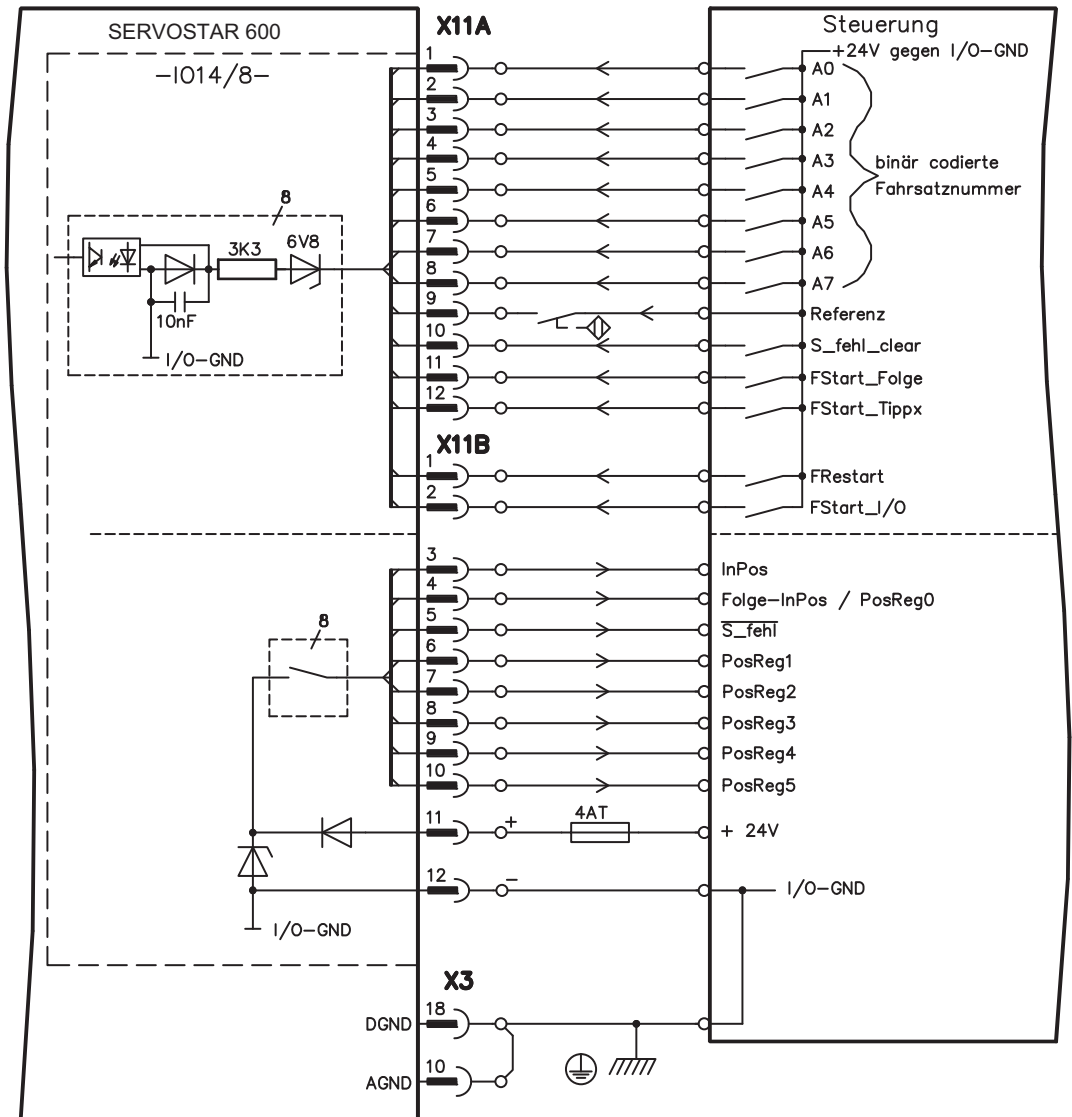 SERVOSTAR 600
X11A
Steuerung
+24V gegen I/O-GND
-IO14/8-
1
A0
2
A1
3
A2
4
A3
binär codierte
Fahrsatznummer
5
A4
8
6
A5
3K3
6V8
7
A6
8
A7
10nF
9
Referenz
I/O-GND
10
S_fehl_clear
11
FStart_Folge
12
FStart_Tippx
X11B
1
FRestart
2
FStart_I/O
3
InPos
4
Folge-InPos / PosReg0
8
5
S_fehl
6
PosReg1
7
PosReg2
8
PosReg3
9
PosReg4
10
PosReg5
11
+
4AT
+ 24V
12
−
I/O-GND
I/O-GND
X3
DGND
18
AGND
10